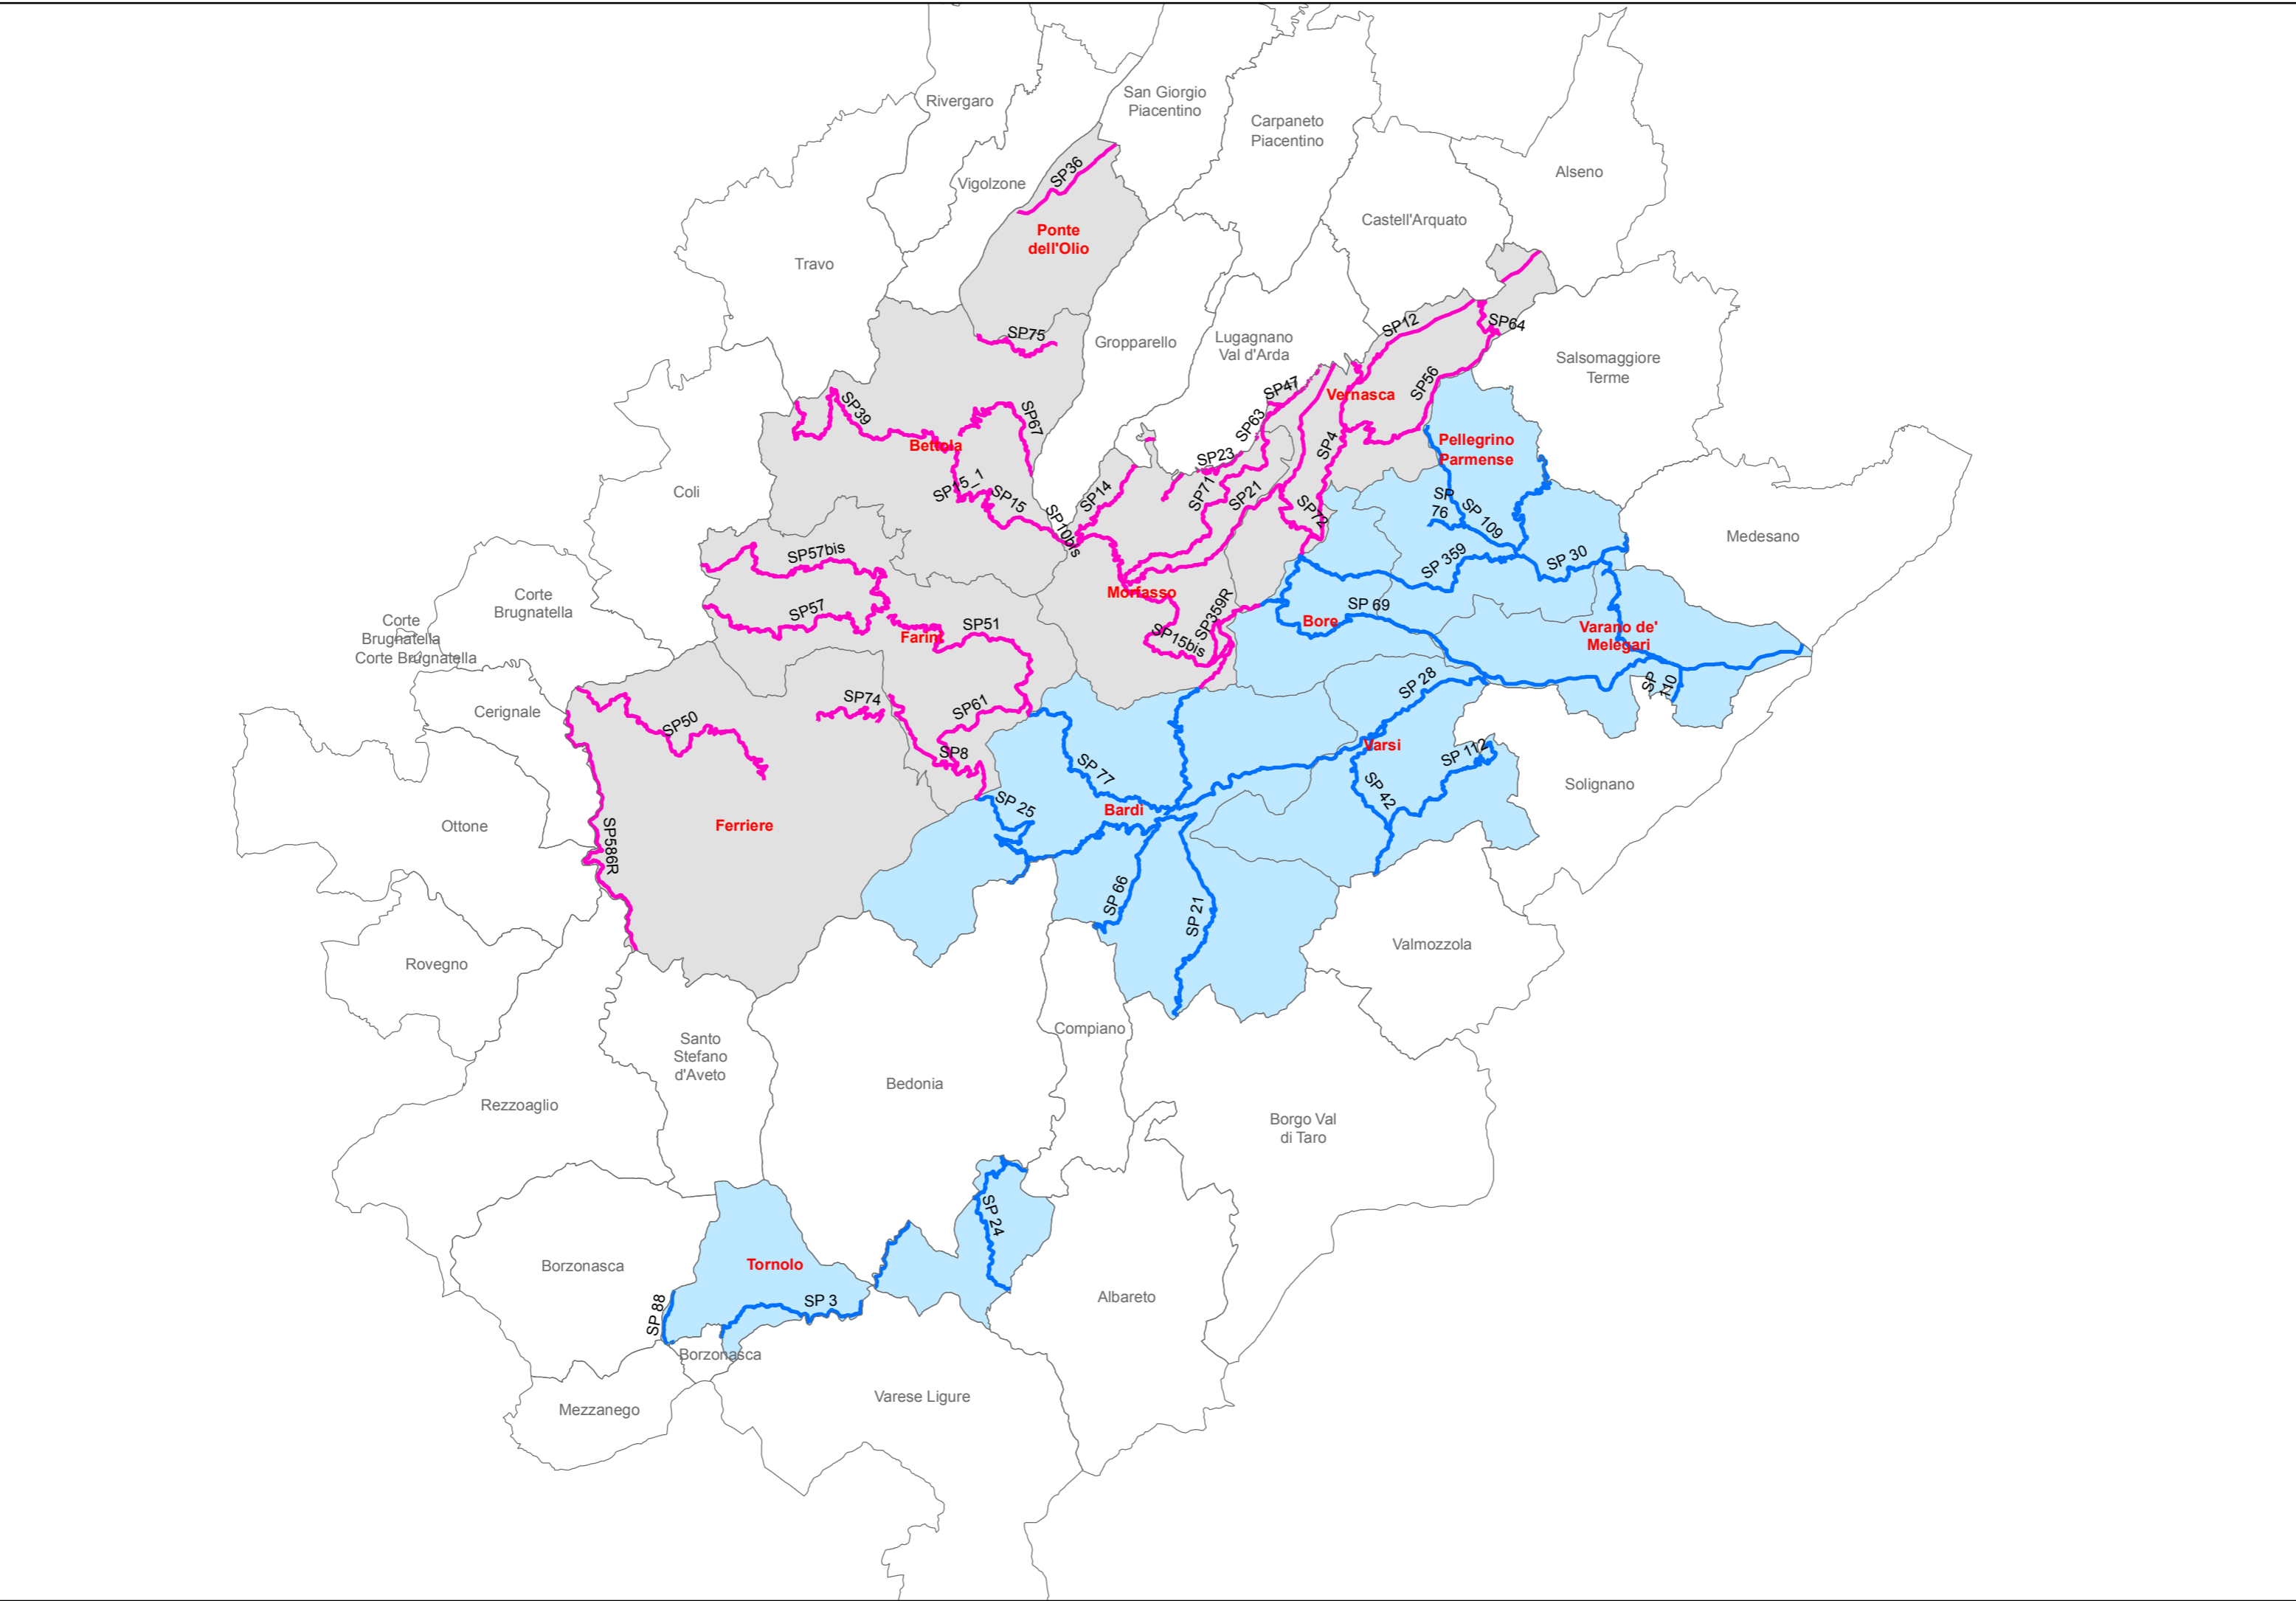 Rivergaro
San Giorgio
Piacentino
Carpaneto
Piacentino
Alseno
Vigolzone
SP36
Castell'Arquato
Ponte
dell'Olio
Travo
SP75
Gropparello
Lugagnano
Val d'Arda
SP12
SP64
Salsomaggiore
Terme
SP47
Vernasca
SP56
SP39
SP67
SP63
Bettola
SP4
Pellegrino
Parmense
SP23
Coli
SP15_1
SP15
SP14
SP71
SP21
SP72
SP
76
SP 109
SP10bis
Medesano
SP57bis
SP 359
SP 30
Corte
Brugnatella
Morfasso
SP57
SP51
SP359R
SP 69
Corte
Brugnatella
Corte Brugnatella
Farini
SP15bis
Bore
Varano de'
Melegari
SP 28
SP
110
Cerignale
SP74
SP50
SP61
SP8
Varsi
SP 112
SP 77
SP 42
Solignano
SP 25
Bardi
Ottone
Ferriere
SP586R
SP 66
SP 21
Valmozzola
Rovegno
Compiano
Santo
Stefano
d'Aveto
Bedonia
Rezzoaglio
Borgo Val
di Taro
SP 24
Borzonasca
Tornolo
SP 88
SP 3
Albareto
Borzonasca
Varese Ligure
Mezzanego